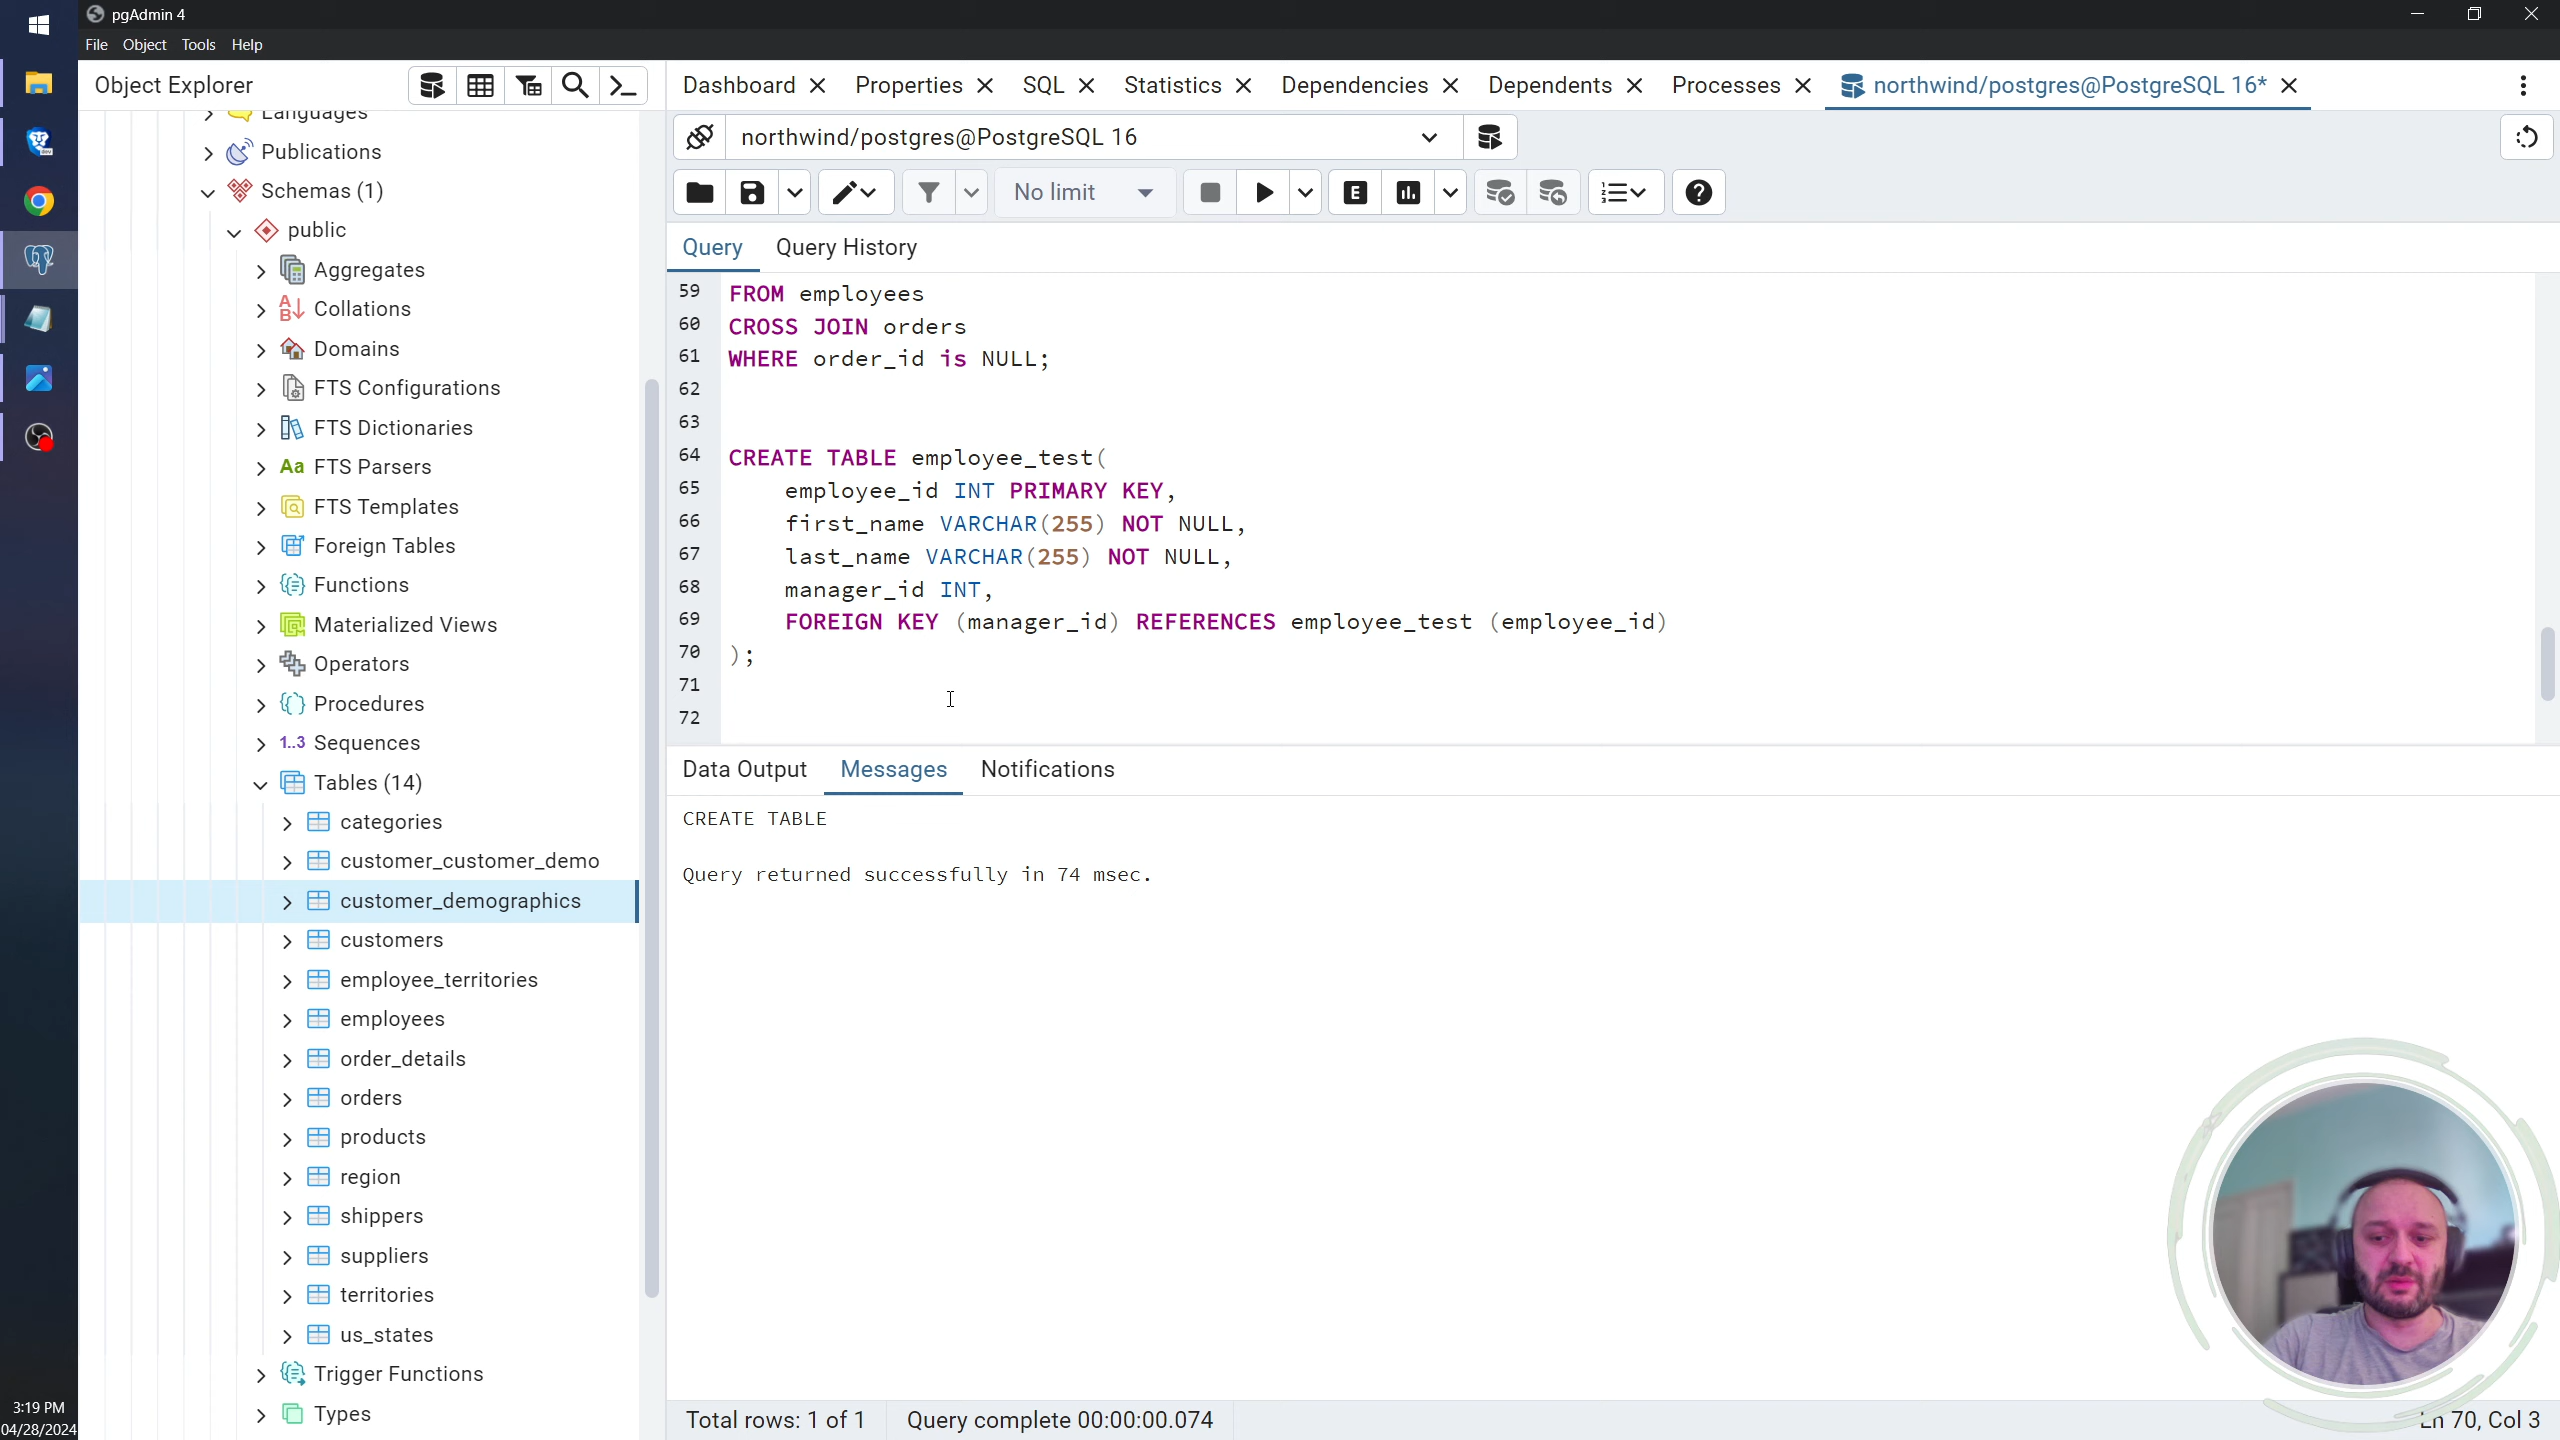 pgAdmin 4
File Object Tools Help
Object Explorer
Dashboard Properties SQL Statistics Dependencies Dependents Processes northwind/postgres@PostgreSQL 16*
northwind/postgres@PostgreSQL 16
No limit
Query Query History
Languages
Publications
Schemas (1)
public
Aggregates
Collations
Domains
FTS Configurations
FTS Dictionaries
Aa FTS Parsers
FTS Templates
Foreign Tables
Functions
Materialized Views
Operators
Procedures
1..3 Sequences
Tables (14)
categories
customer_customer_demo
customer_demographics
customers
employee_territories
employees
order_details
orders
products
region
shippers
suppliers
territories
us_states
Trigger Functions
Types
59 FROM employees
60 CROSS JOIN orders
61 WHERE order_id is NULL;
62
63
64 CREATE TABLE employee_test(
65 employee_id INT PRIMARY KEY,
66 first_name VARCHAR(255) NOT NULL,
67 last_name VARCHAR(255) NOT NULL,
68 manager_id INT,
69 FOREIGN KEY (manager_id) REFERENCES employee_test (employee_id)
70 );
71
72
Data Output Messages Notifications
CREATE TABLE
Query returned successfully in 74 msec.
Total rows: 1 of 1 Query complete 00:00:00.074 Ln 70, Col 3
3:19 PM
04/28/2024